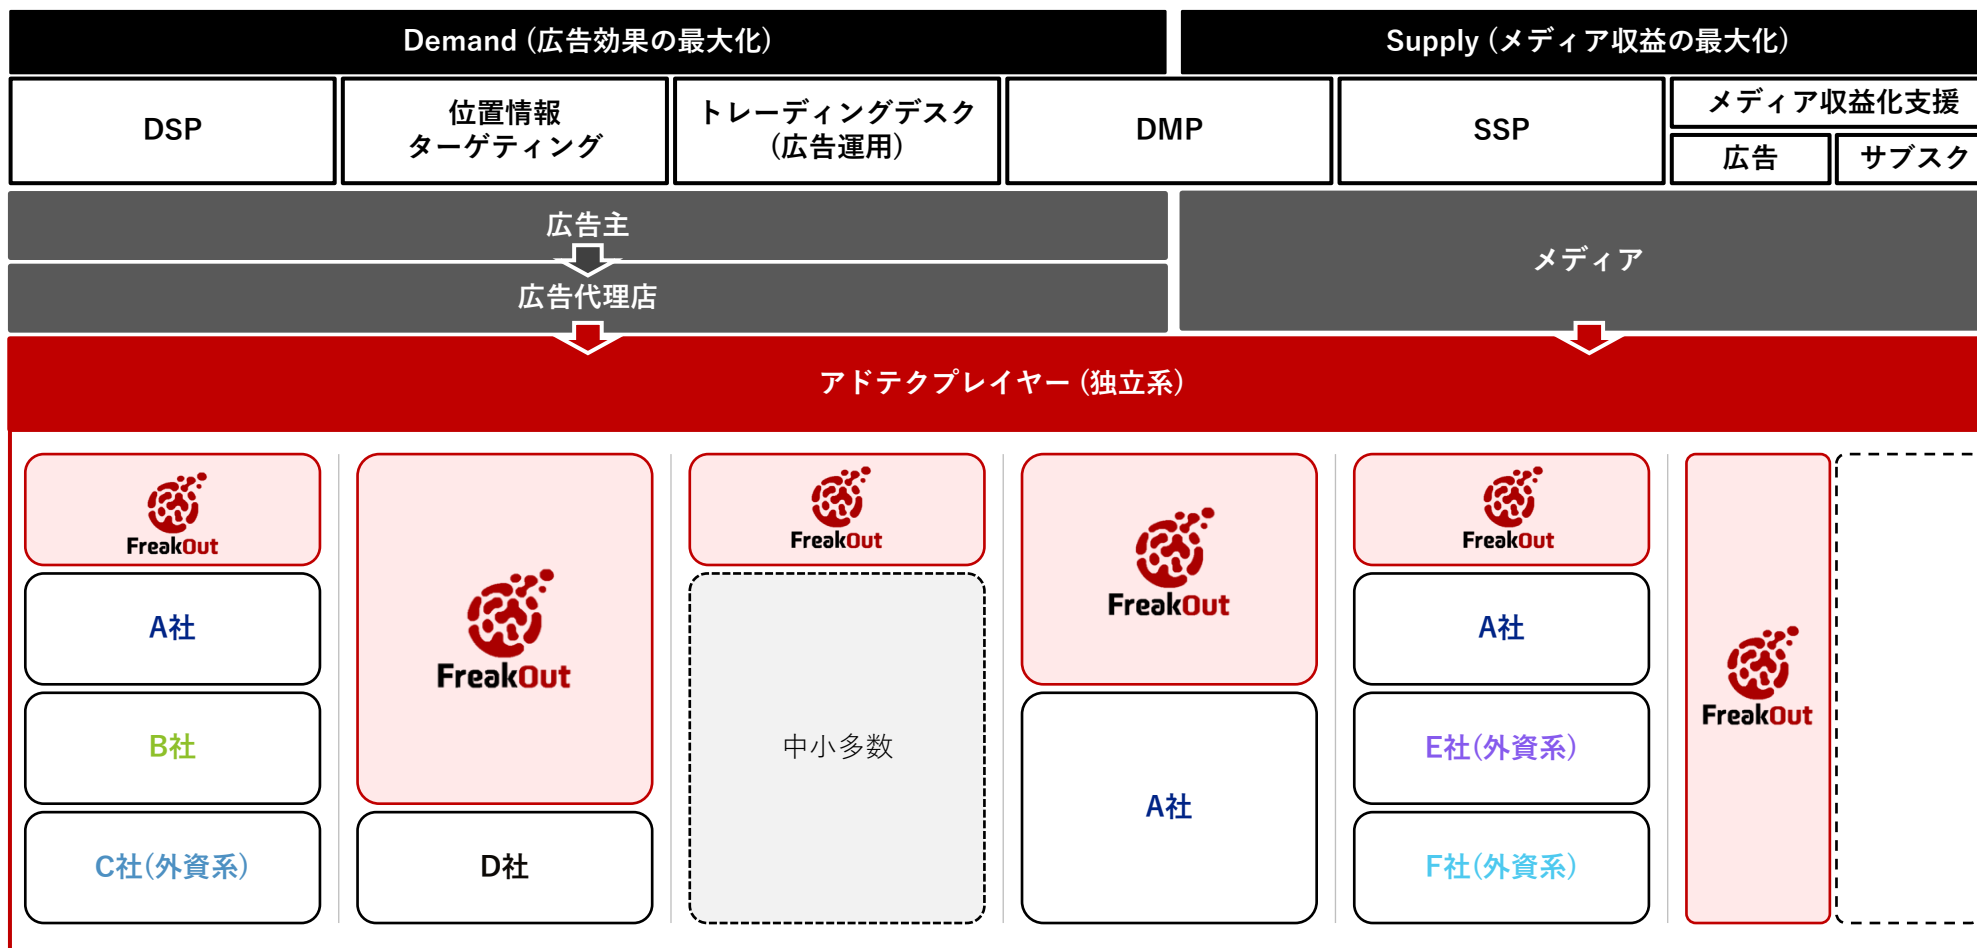 Demand (広告効果の最大化)
Supply (メディア収益の最大化)
DSP
位置情報
ターゲティング
トレーディングデスク
(広告運用)
DMP
SSP
メディア収益化支援
広告
サブスク
広告主
広告代理店
メディア
アドテクプレイヤー (独立系)
FreakOut
A社
B社
C社(外資系)
FreakOut
D社
FreakOut
中小多数
FreakOut
A社
FreakOut
A社
E社(外資系)
F社(外資系)
FreakOut